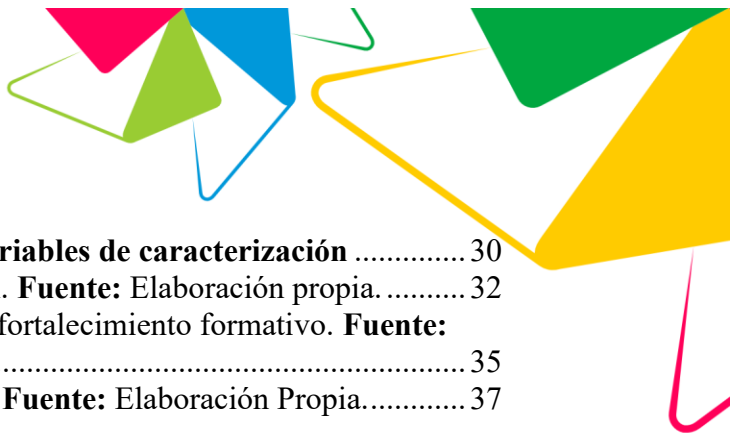 riables de caracterización .............. 30
. Fuente: Elaboración propia. .......... 32
fortalecimiento formativo. Fuente:
.................................................................. 35
Fuente: Elaboración Propia............. 37